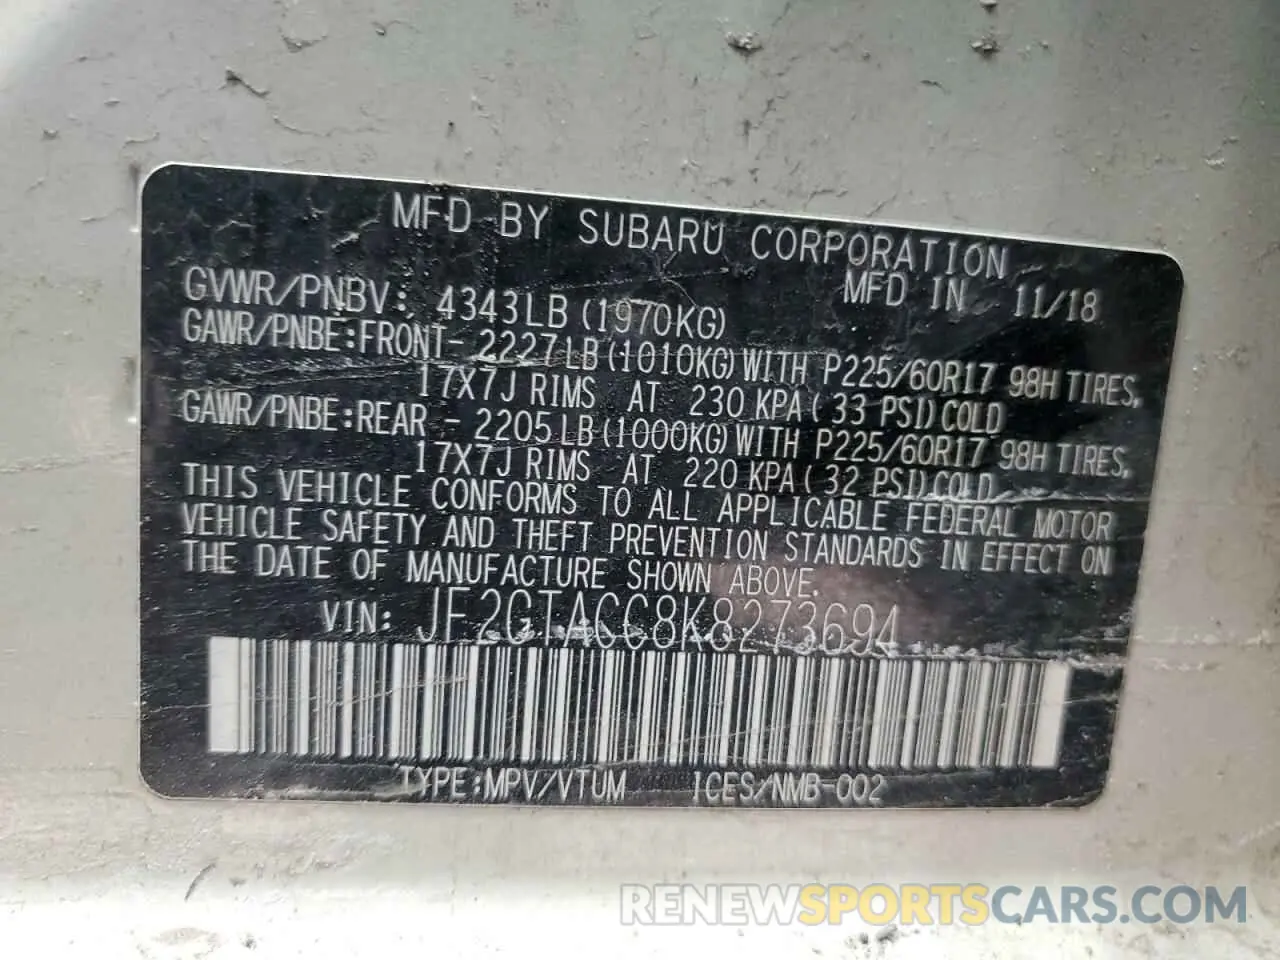 MFD BY SUBARU CORPORATION
MFD IN 11/18
GVWR/PNBV: 4343LB (1970KG)
GAWR/PNBE:FRONT- 2227LB(1010KG)WITH P225/60R17 98H TIRES,
17X7J RIMS AT 230 KPA( 33 PSI)COLD
GAWR/PNBE:REAR - 2205LB(1000KG)WITH P225/60R17 98H TIRES,
17X7J RIMS AT 220 KPA( 32 PSI)COLD
THIS VEHICLE CONFORMS TO ALL APPLICABLE FEDERAL MOTOR
VEHICLE SAFETY AND THEFT PREVENTION STANDARDS IN EFFECT ON
THE DATE OF MANUFACTURE SHOWN ABOVE.
VIN: JF2GTACC8K8273694
TYPE:MPV/VTUM ICES/NMB-002
RENEWSPORTSCARS.COM